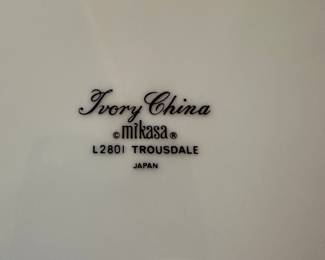 Ivory China
© mikasa ®
L2801 TROUSDALE
JAPAN